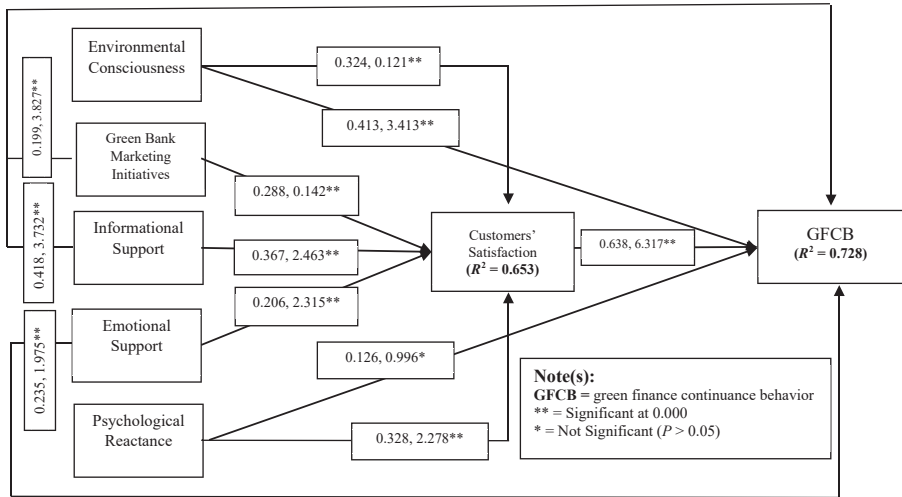 Environmental
Consciousness
0.324, 0.121**
0.199, 3.827**
0.413, 3.413**
Green Bank
Marketing
Initiatives
0.288, 0.142**
0.418, 3.732**
Informational
Support
0.367, 2.463**
Customers’
Satisfaction
(R² = 0.653)
0.638, 6.317**
GFCB
(R² = 0.728)
0.206, 2.315**
0.235, 1.975**
Emotional
Support
0.126, 0.996*
Psychological
Reactance
0.328, 2.278**
Note(s):
GFCB = green finance continuance behavior
** = Significant at 0.000
* = Not Significant (P > 0.05)